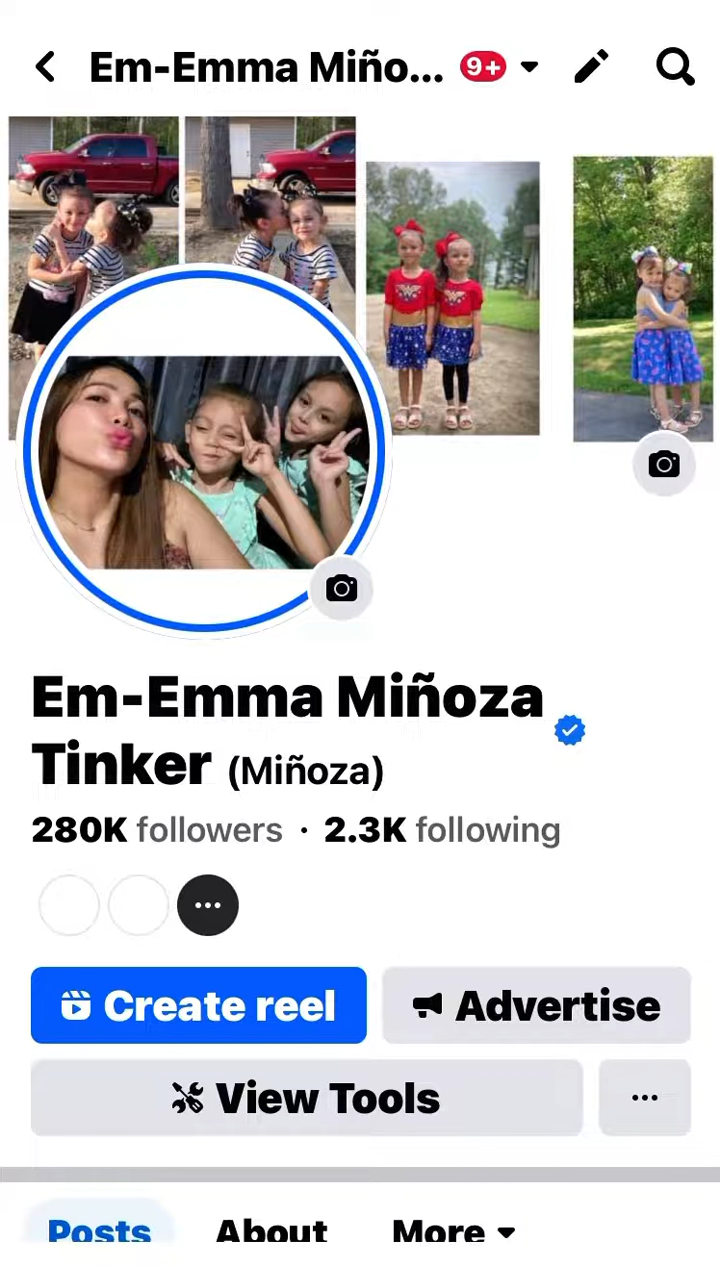 Em-Emma Miño... 9+
Em-Emma Miñoza
Tinker (Miñoza)
280K followers · 2.3K following
Create reel Advertise
View Tools
Posts About More